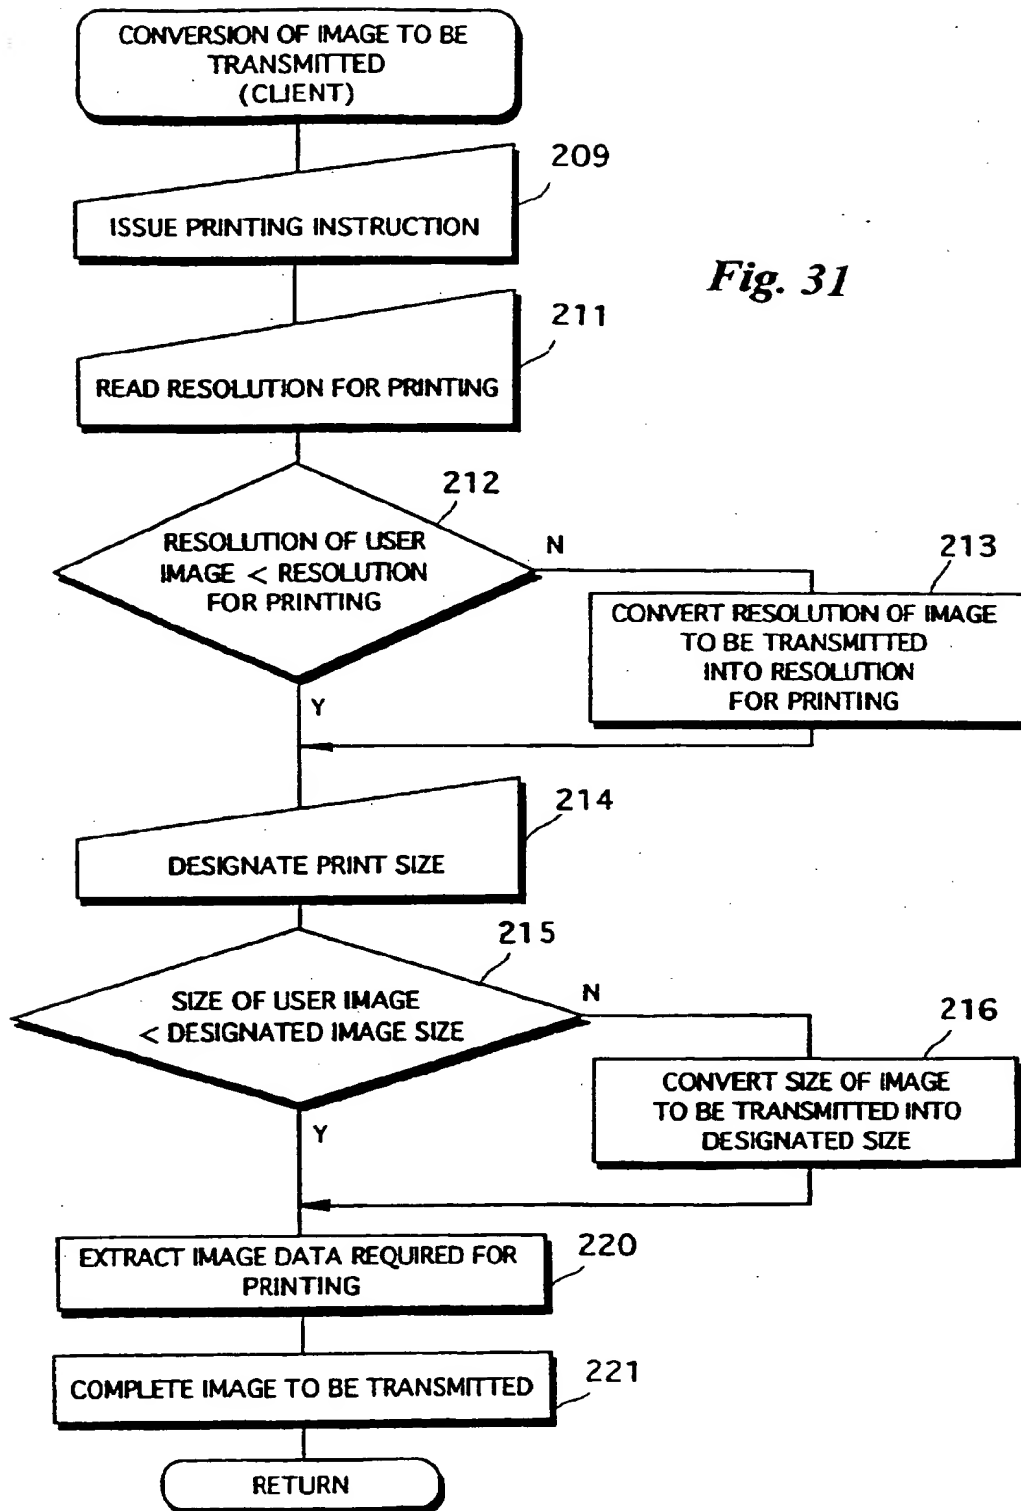 CONVERSION OF IMAGE TO BE
TRANSMITTED
(CLIENT)
209
ISSUE PRINTING INSTRUCTION
Fig. 31
211
READ RESOLUTION FOR PRINTING
212
RESOLUTION OF USER
IMAGE < RESOLUTION
FOR PRINTING
N
213
CONVERT RESOLUTION OF IMAGE
TO BE TRANSMITTED
INTO RESOLUTION
FOR PRINTING
Y
214
DESIGNATE PRINT SIZE
215
SIZE OF USER IMAGE
< DESIGNATED IMAGE SIZE
N
216
CONVERT SIZE OF IMAGE
TO BE TRANSMITTED INTO
DESIGNATED SIZE
Y
EXTRACT IMAGE DATA REQUIRED FOR
PRINTING
220
COMPLETE IMAGE TO BE TRANSMITTED
221
RETURN